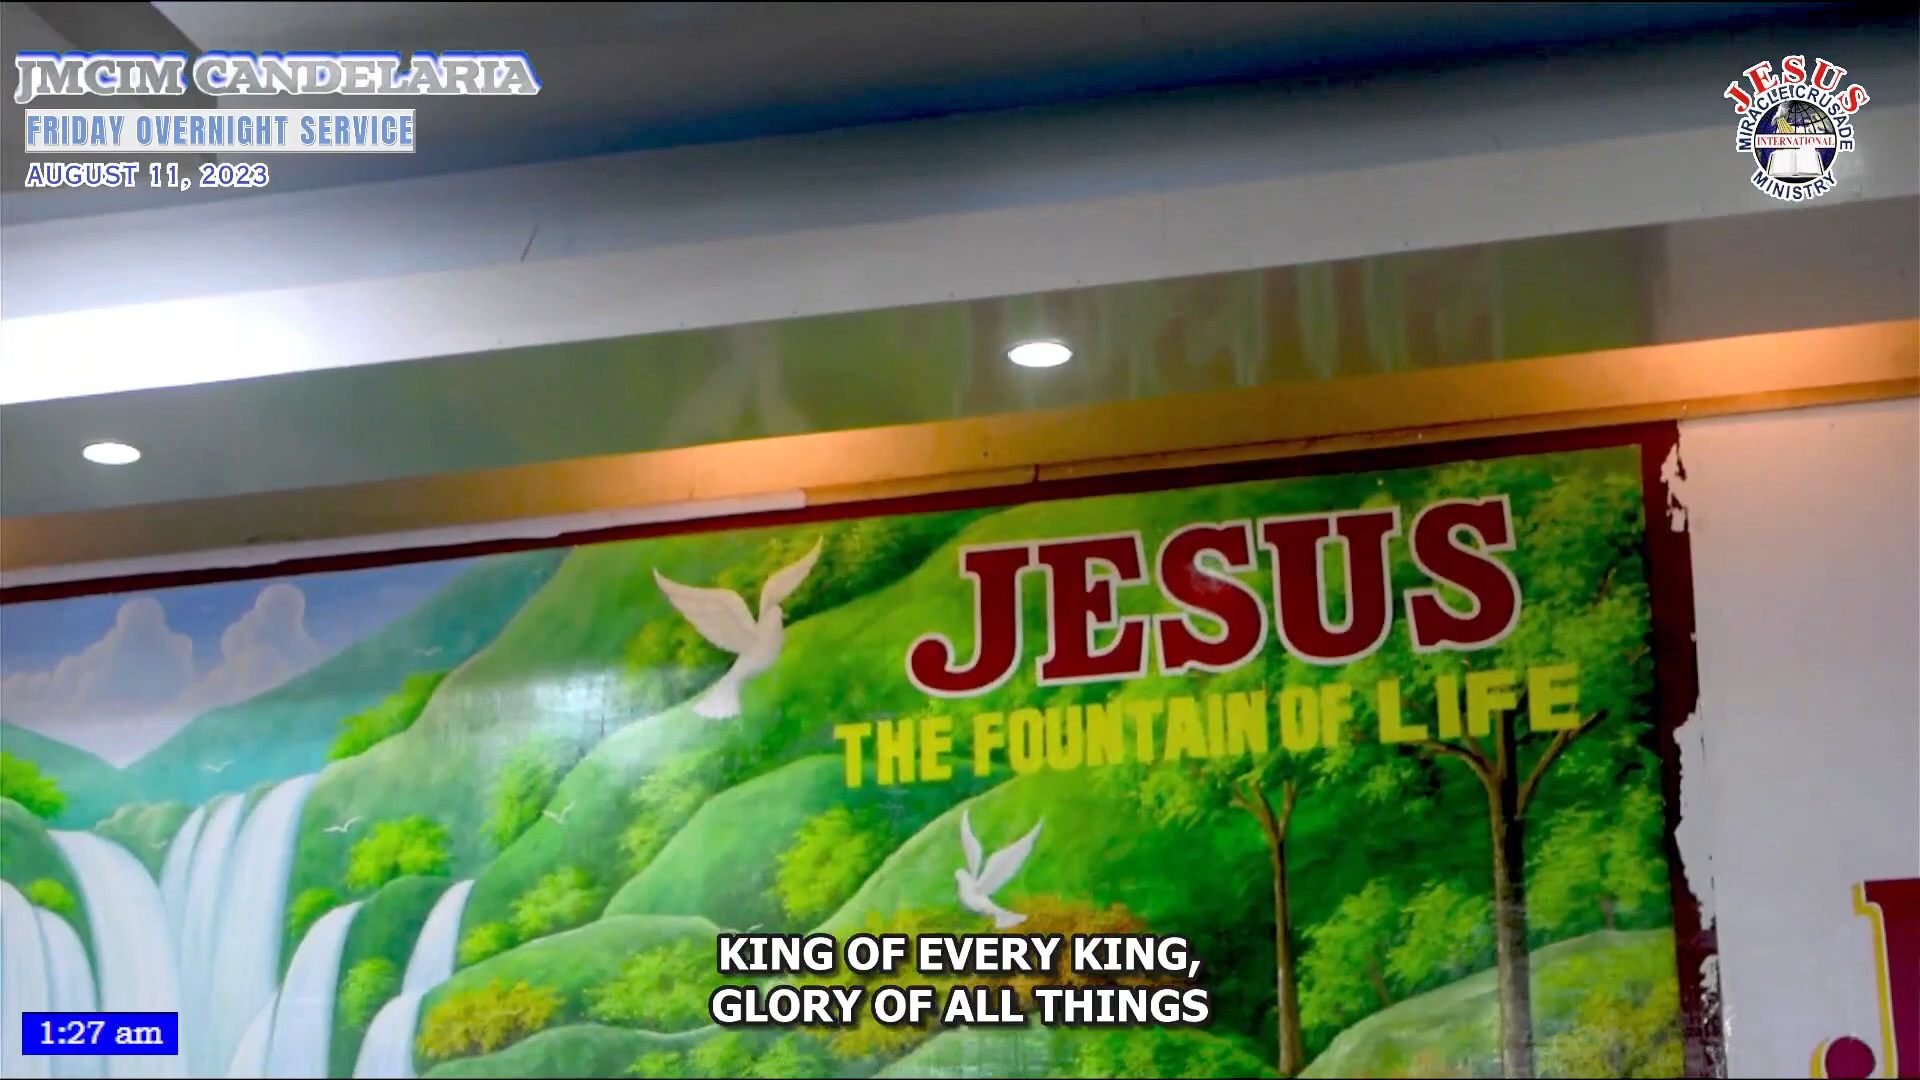 JMCIM CANDELARIA
FRIDAY OVERNIGHT SERVICE
AUGUST 11, 2023
JESUS
MIRACLE CRUSADE
INTERNATIONAL
MINISTRY
JESUS
THE FOUNTAIN OF LIFE
J
KING OF EVERY KING,
GLORY OF ALL THINGS
1:27 am